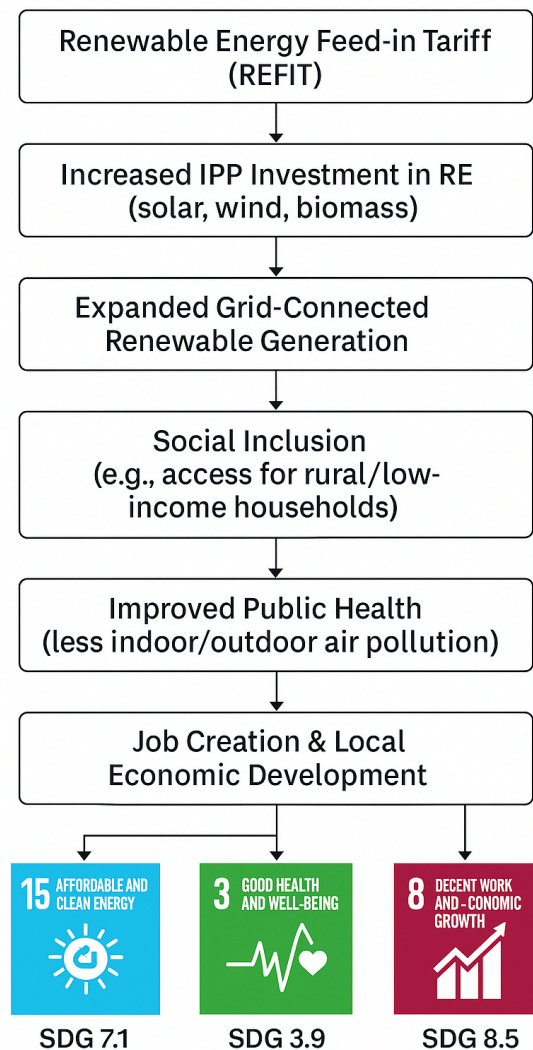 Renewable Energy Feed-in Tariff
(REFIT)
Increased IPP Investment in RE
(solar, wind, biomass)
Expanded Grid-Connected
Renewable Generation
Social Inclusion
(e.g., access for rural/low-
income households)
Improved Public Health
(less indoor/outdoor air pollution)
Job Creation & Local
Economic Development
15 AFFORDABLE AND
CLEAN ENERGY
3 GOOD HEALTH
AND WELL-BEING
8 DECENT WORK
AND - CONOMIC
GROWTH
SDG 7.1
SDG 3.9
SDG 8.5